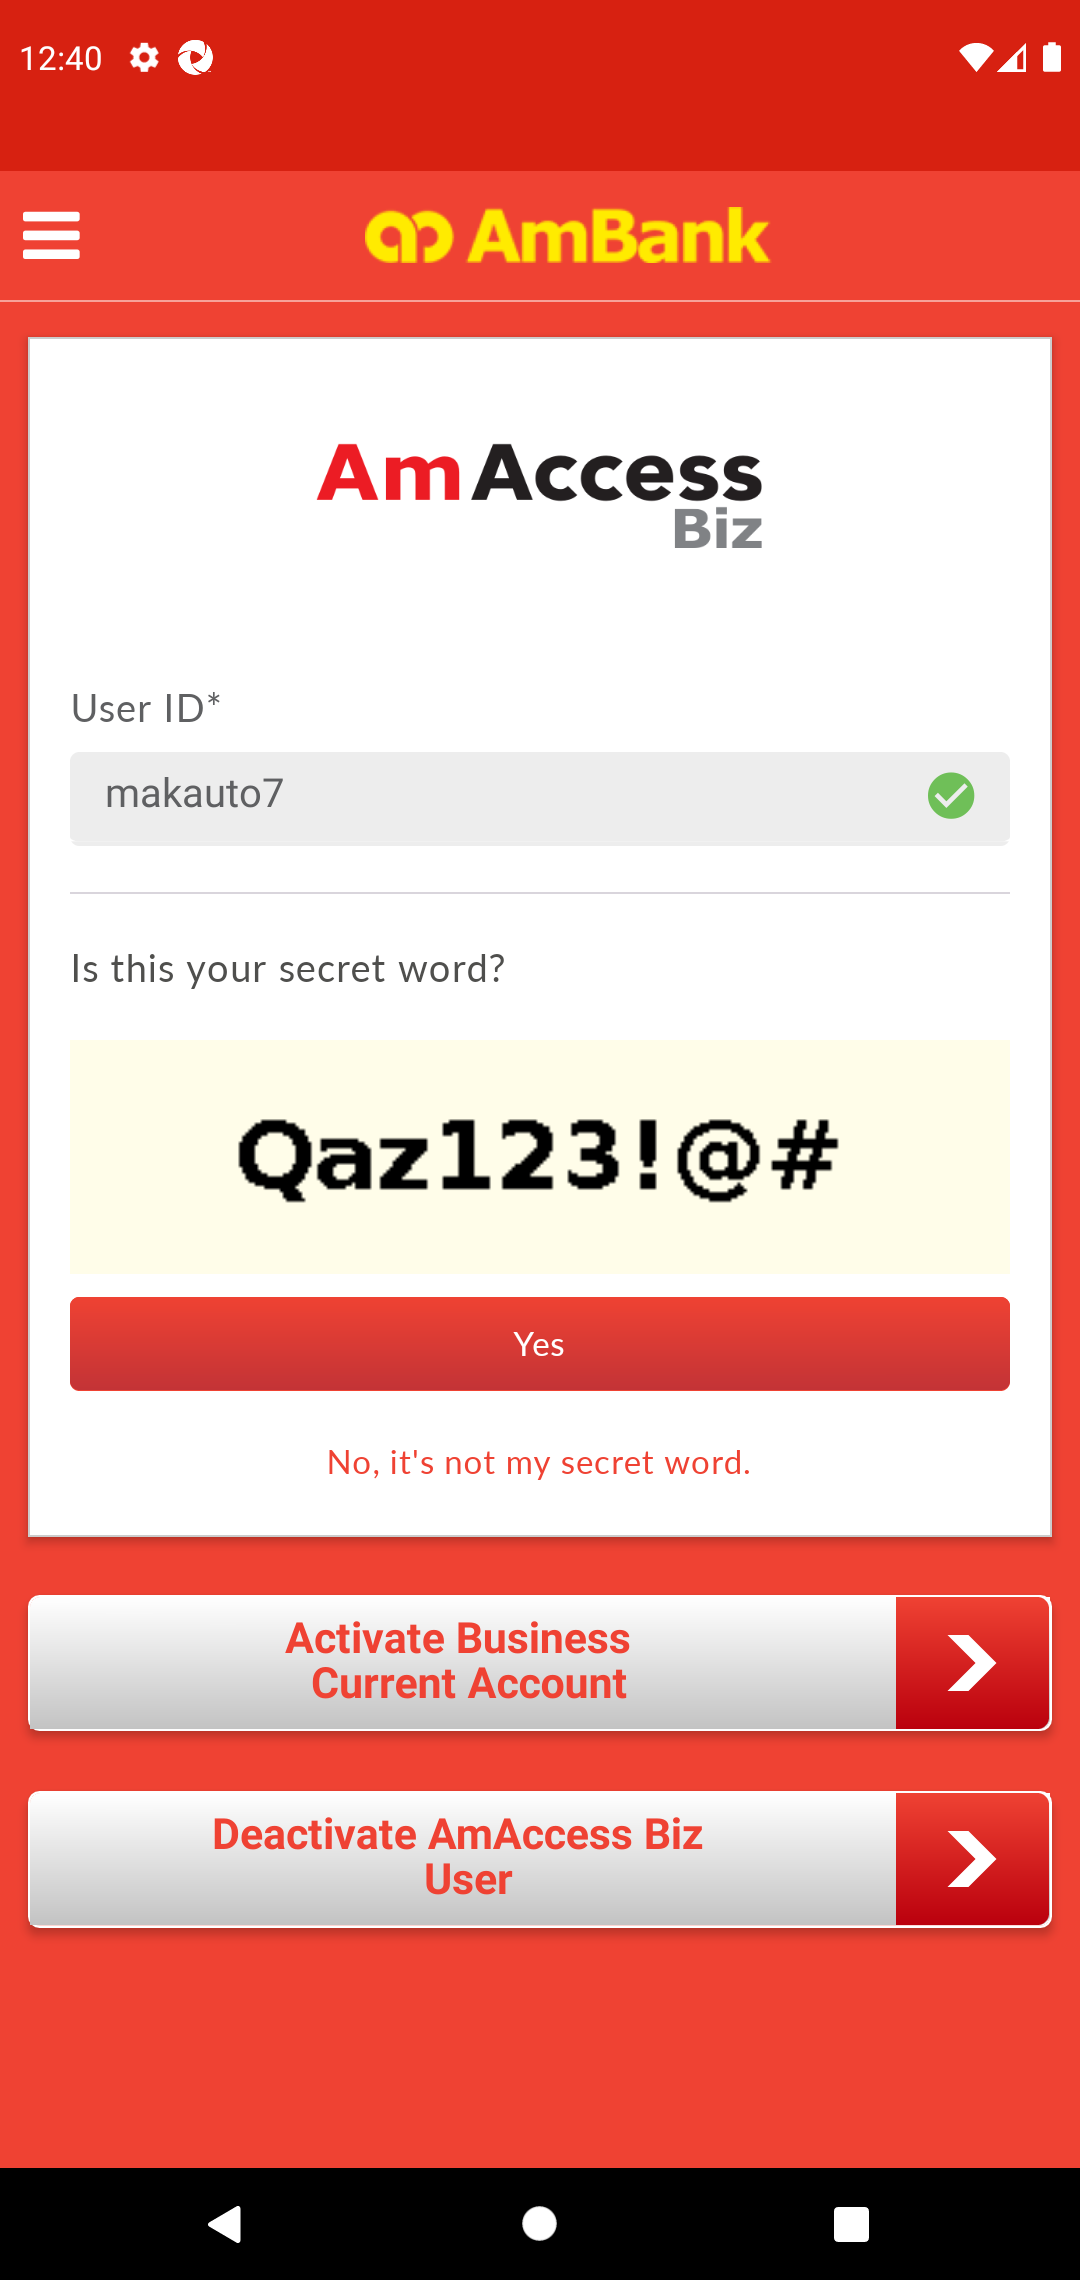 12:40
AmBank
AmAccess
Biz
User ID*
makauto7
Is this your secret word?
Qaz123!@#
Yes
No, it's not my secret word.
Activate Business
Current Account
Deactivate AmAccess Biz
User